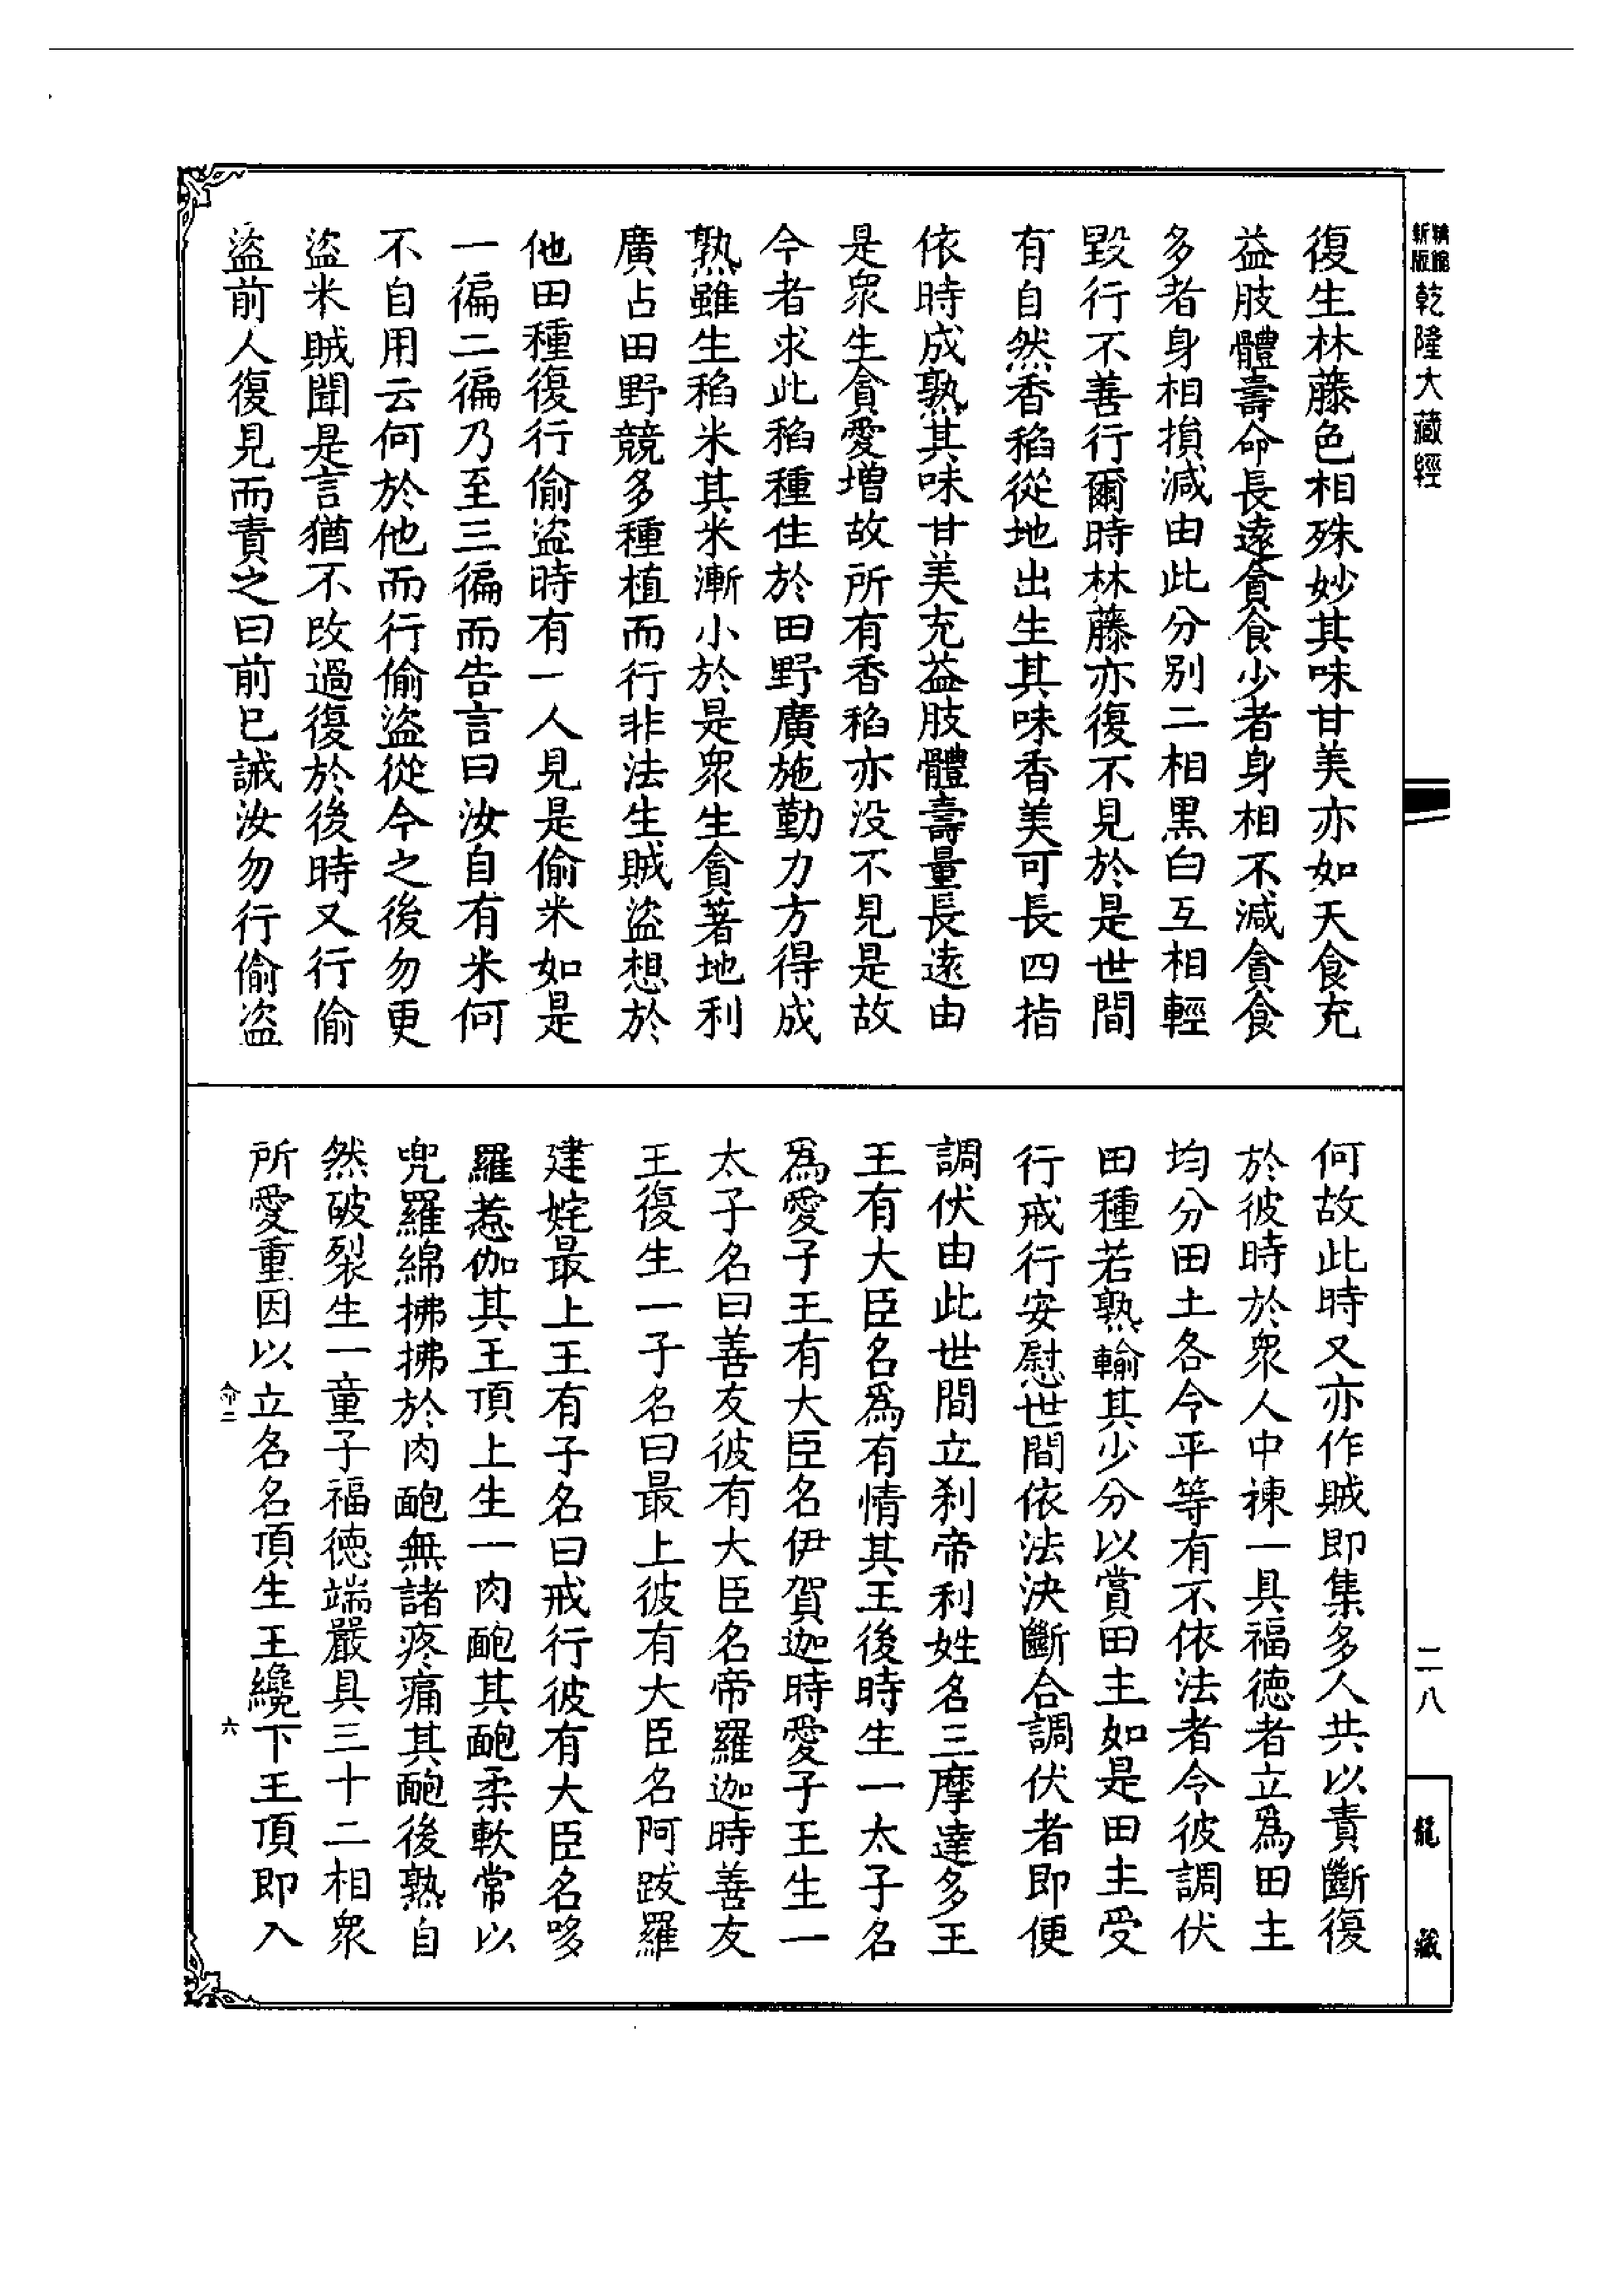 精縮
新版
乾隆大藏經
二八
龍藏
復生林藤色相殊妙其味甘美亦如天食充
益肢體壽命長遠貪食少者身相不減貪食
多者身相損減由此分别二相黑白互相輕
毀行不善行爾時林藤亦復不見於是世間
有自然香稻從地出生其味香美可長四指
依時成熟其味甘美充益肢體壽量長遠由
是衆生貪愛增故所有香稻亦没不見是故
今者求此稻種住於田野廣施勤力方得成
熟雖生稻米其米漸小於是衆生貪著地利
廣占田野競多種植而行非法生賊盜想於
他田種復行偷盜時有一人見是偷米如是
一徧二徧乃至三徧而告言曰汝自有米何
不自用云何於他而行偷盜從今之後勿更
盜米賊聞是言猶不改過復於後時又行偷
盜前人復見而責之曰前已誡汝勿行偷盜
何故此時又亦作賊即集多人共以責斷復
於彼時於衆人中揀一具福德者立爲田主
均分田土各令平等有不依法者令彼調伏
田種若熟輸其少分以賞田主如是田主受
行戒行安慰世間依法決斷合調伏者即便
調伏由此世間立刹帝利姓名三摩達多王
王有大臣名爲有情其王後時生一太子名
爲愛子王有大臣名伊賀迦時愛子王生一
太子名曰善友彼有大臣名帝羅迦時善友
王復生一子名曰最上彼有大臣名阿跋羅
建姹最上王有子名曰戒行彼有大臣名哆
羅惹伽其王頂上生一肉皰其皰柔軟常以
兜羅綿拂拂於肉皰無諸疼痛其皰後熟自
然破裂生一童子福德端嚴具三十二相衆
所愛重因以立名名頂生王纔下王頂即入
命二
六